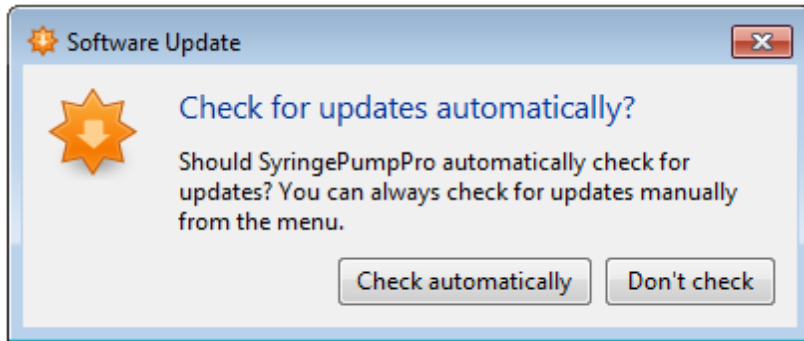 Software Update
Check for updates automatically?
Should SyringePumpPro automatically check for
updates? You can always check for updates manually
from the menu.
Check automatically
Don't check